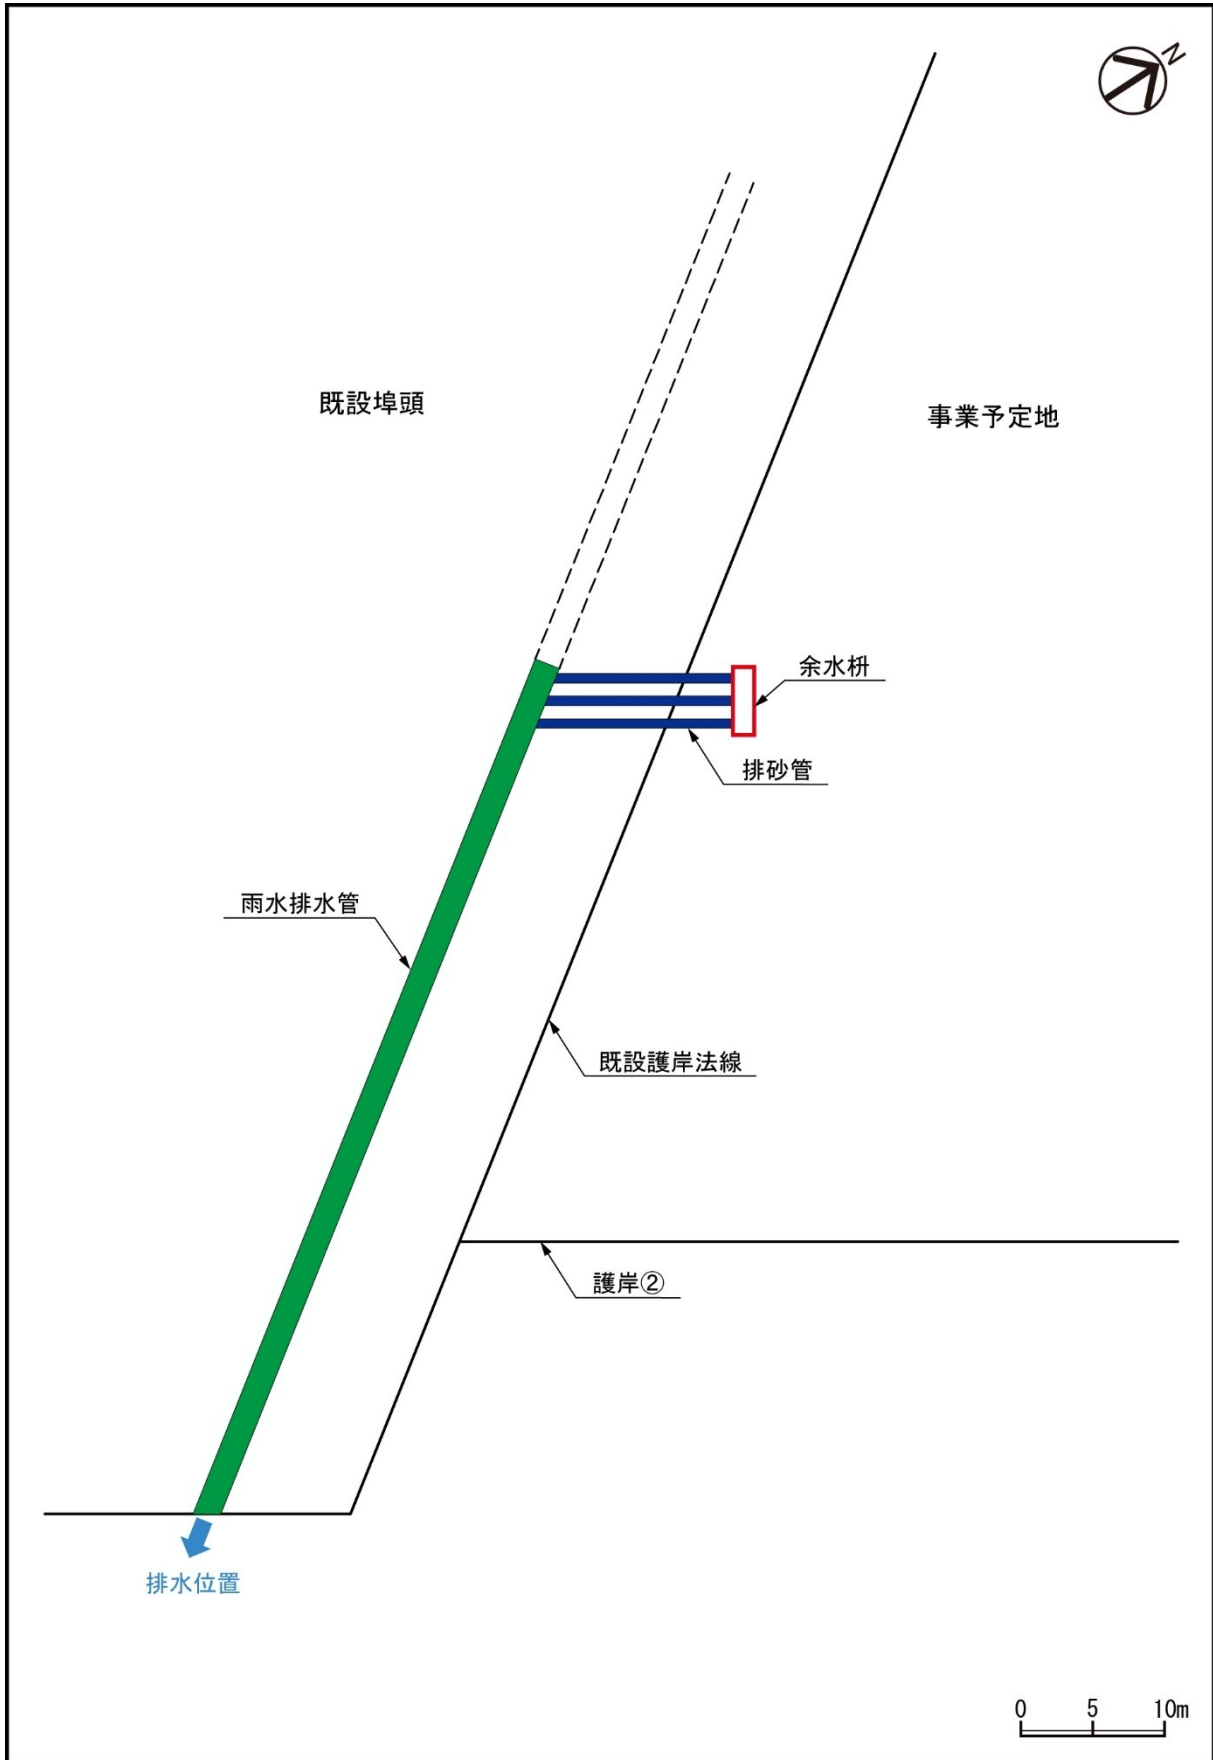 N
既設埠頭
事業予定地
余水枡
排砂管
雨水排水管
既設護岸法線
護岸②
排水位置
0 5 10m